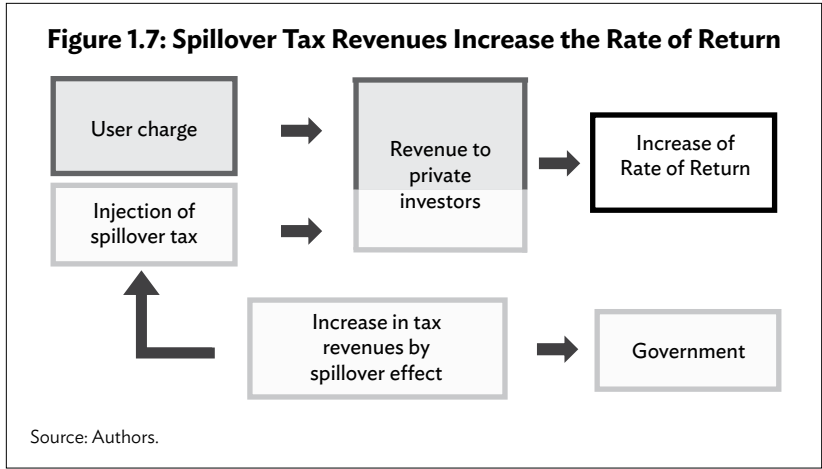 Figure 1.7: Spillover Tax Revenues Increase the Rate of Return
User charge
Injection of
spillover tax
Revenue to
private
investors
Increase of
Rate of Return
Increase in tax
revenues by
spillover effect
Government
Source: Authors.